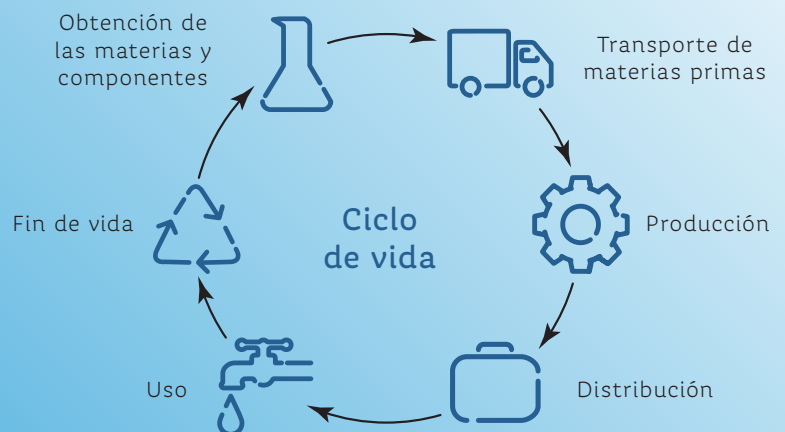 Obtención de
las materias y
componentes
Transporte de
materias primas
Fin de vida
Ciclo
de vida
Producción
Uso
Distribución